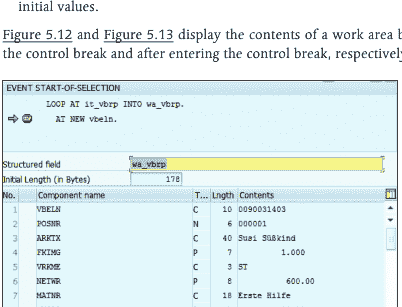 initial values.
Figure 5.12 and Figure 5.13 display the contents of a work area b
the control break and after entering the control break, respectively
EVENT START-OF-SELECTION
LOOP AT it_vbrp INTO wa_vbrp.
AT NEW vbeln.
Structured field wa_vbrp
Initial Length (in Bytes) 178
No. Component name T... Lngth Contents
1 VBELN C 10 0090031403
2 POSNR N 6 000001
3 ARKTX C 40 Susi Süßkind
4 FKIMG P 7 1.000
5 VRKME C 3 ST
6 NETWR P 8 600.00
7 MATNR C 18 Erste Hilfe